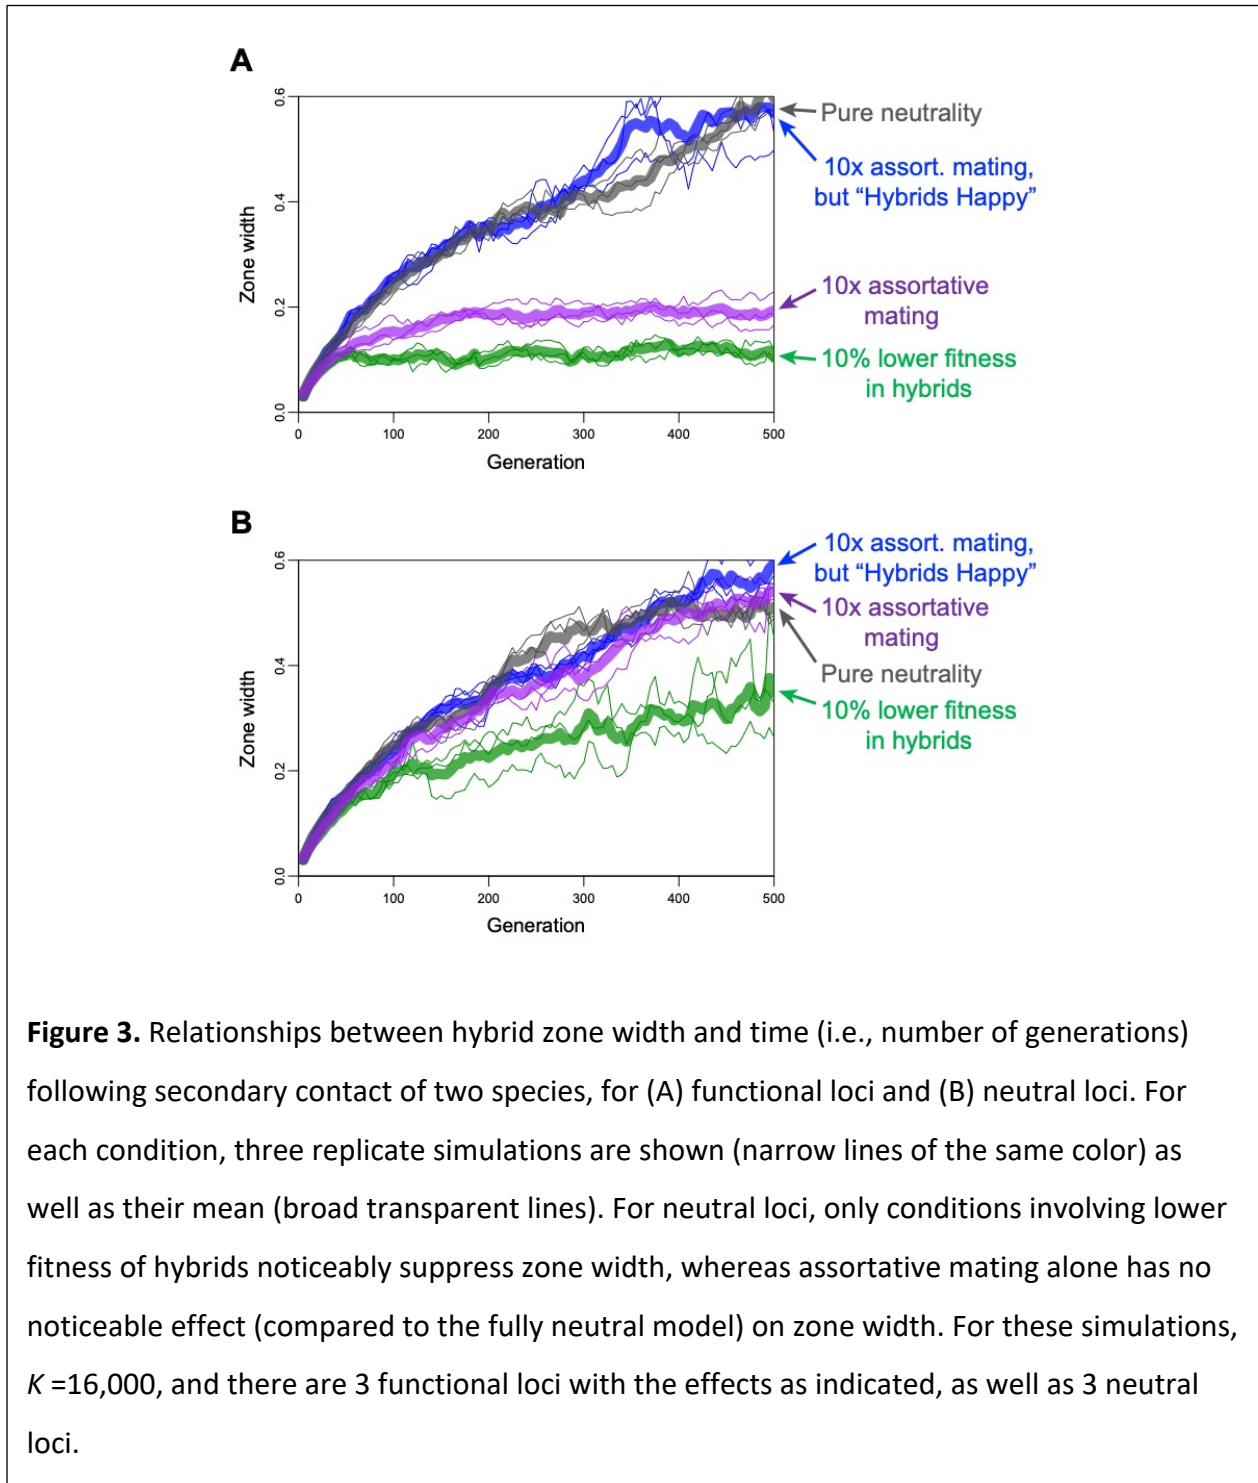 A
0.6
0.4
0.2
0.0
Zone width
0 100 200 300 400 500
Generation
Pure neutrality
10x assort. mating,
but “Hybrids Happy”
10x assortative
mating
10% lower fitness
in hybrids
B
0.6
0.4
0.2
0.0
Zone width
0 100 200 300 400 500
Generation
10x assort. mating,
but “Hybrids Happy”
10x assortative
mating
Pure neutrality
10% lower fitness
in hybrids
Figure 3. Relationships between hybrid zone width and time (i.e., number of generations)
following secondary contact of two species, for (A) functional loci and (B) neutral loci. For
each condition, three replicate simulations are shown (narrow lines of the same color) as
well as their mean (broad transparent lines). For neutral loci, only conditions involving lower
fitness of hybrids noticeably suppress zone width, whereas assortative mating alone has no
noticeable effect (compared to the fully neutral model) on zone width. For these simulations,
K =16,000, and there are 3 functional loci with the effects as indicated, as well as 3 neutral
loci.